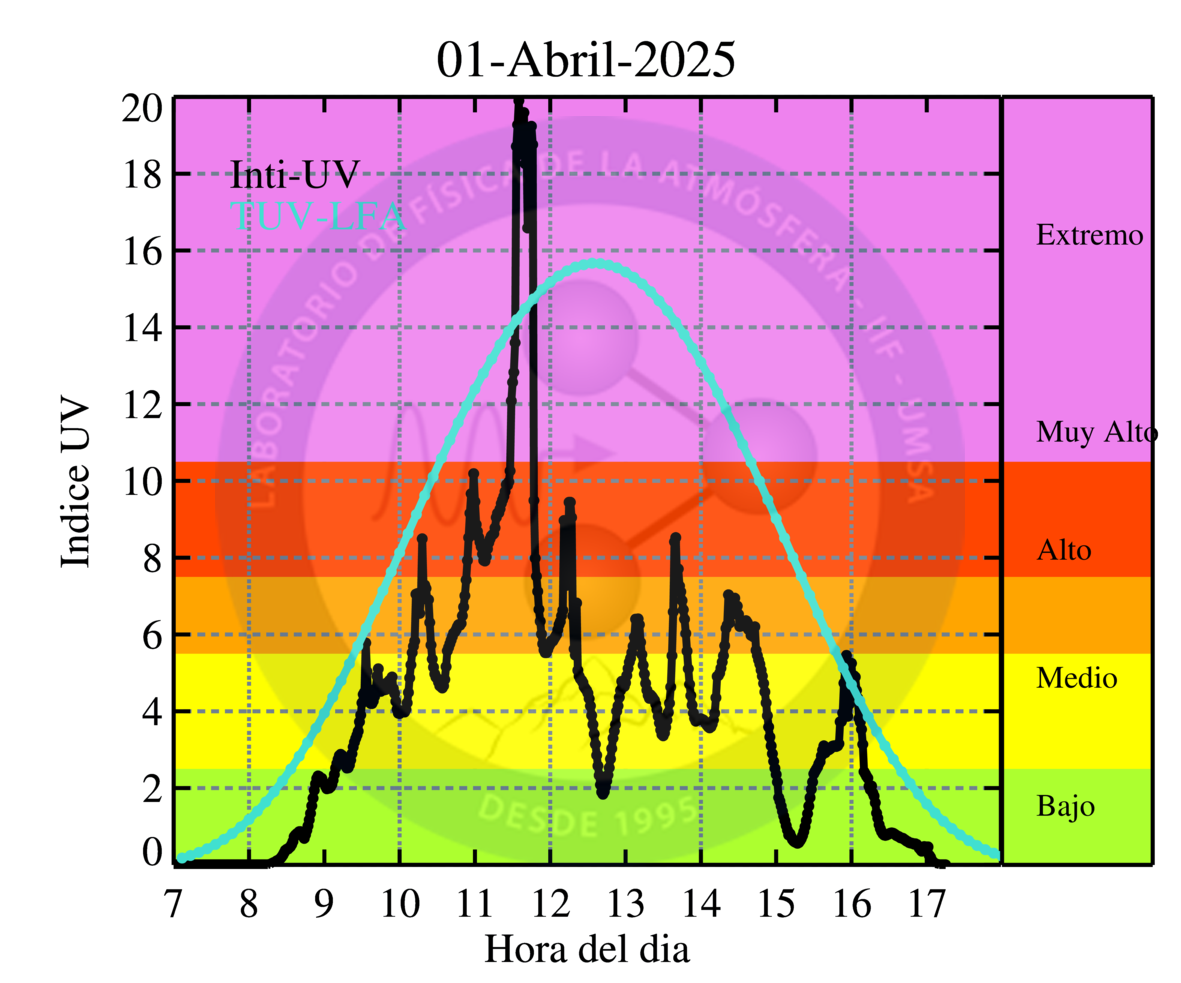 01-Abril-2025
20
18
16
14
12
10
8
6
4
2
0
Indice UV
Inti-UV
TUV-LFA
LABORATORIO DE FÍSICA DE LA ATMÓSFERA - IIF - UMSA
DESDE 1995
Extremo
Muy Alto
Alto
Medio
Bajo
7 8 9 10 11 12 13 14 15 16 17
Hora del dia